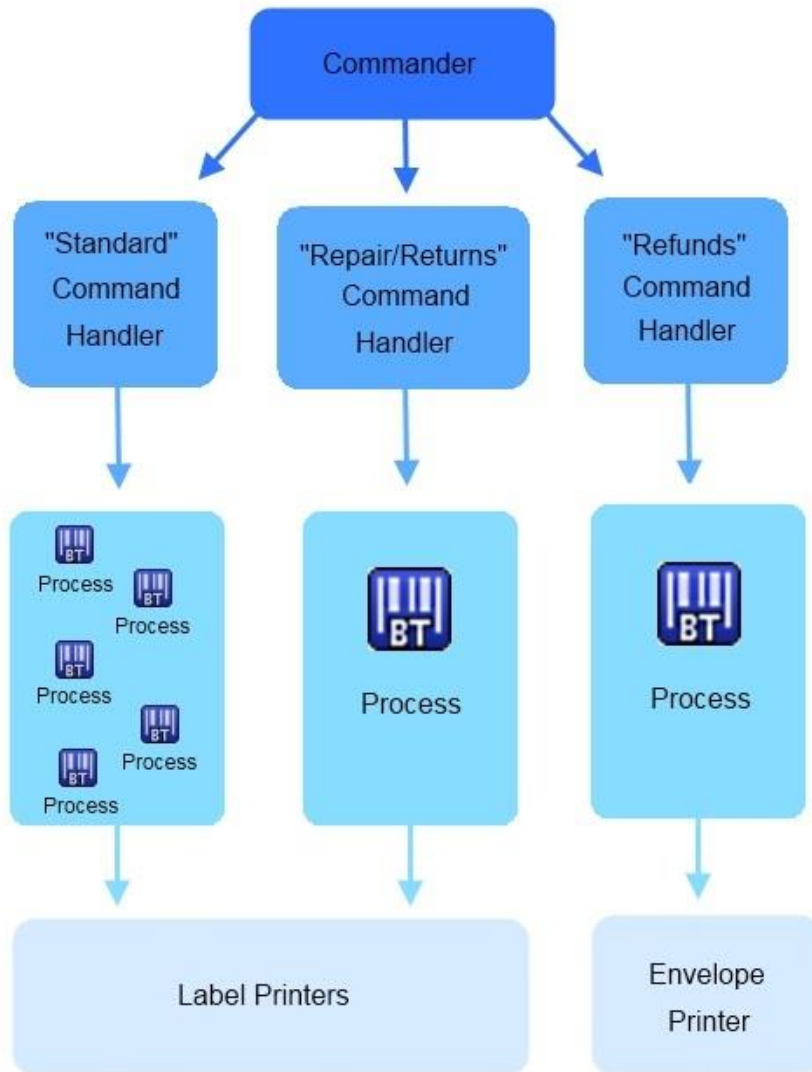 Commander
"Standard"
Command
Handler
"Repair/Returns"
Command
Handler
"Refunds"
Command
Handler
BT
Process
BT
Process
BT
Process
BT
Process
BT
Process
BT
Process
BT
Process
Label Printers
Envelope
Printer